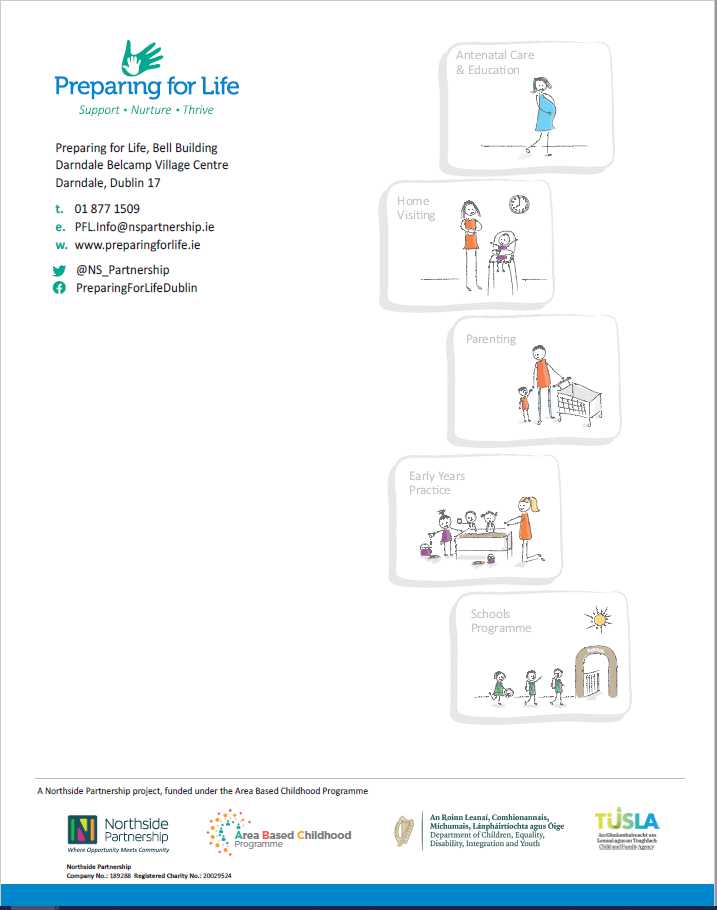 Preparing for Life
Support • Nurture • Thrive
Preparing for Life, Bell Building
Darndale Belcamp Village Centre
Darndale, Dublin 17
t. 01 877 1509
e. PFL.Info@nspartnership.ie
w. www.preparingforlife.ie
@NS_Partnership
PreparingForLifeDublin
Antenatal Care
& Education
Home
Visiting
Parenting
Early Years
Practice
Schools
Programme
A Northside Partnership project, funded under the Area Based Childhood Programme
Northside
Partnership
Where Opportunity Meets Community
Area Based Childhood
Programme
An Roinn Leanaí, Comhionannais,
Míchumais, Lánpháirtíochta agus Óige
Department of Children, Equality,
Disability, Integration and Youth
TUSLA
An Ghníomhaireacht um
Leanaí agus an Teaghlach
Child and Family Agency
Northside Partnership
Company No.: 189288 Registered Charity No.: 20029524